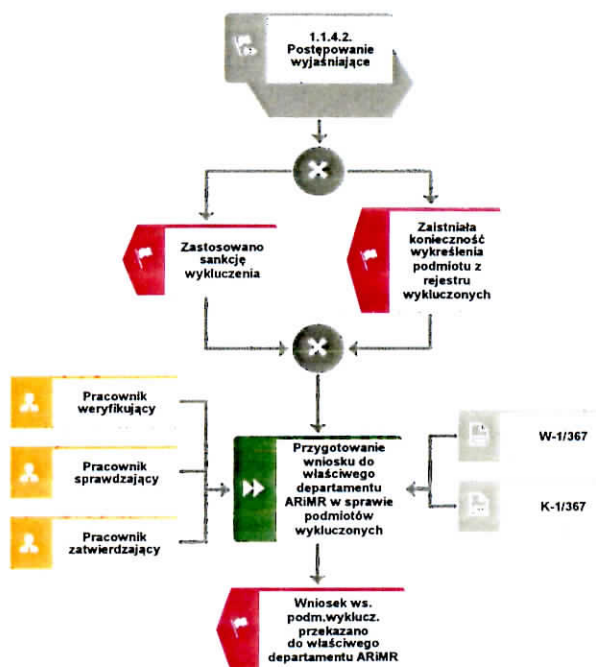 1.1.4.2.
Postępowanie
wyjaśniające
Zastosowano
sankcję
wykluczenia
Zaistniała
konieczność
wykreślenia
podmiotu z
rejestru
wykluczonych
Pracownik
weryfikujący
Pracownik
sprawdzający
Pracownik
zatwierdzający
Przygotowanie
wniosku do
właściwego
departamentu
ARiMR w sprawie
podmiotów
wykluczonych
W-1/367
K-1/367
Wniosek ws.
podm.wyklucz.
przekazano
do właściwego
departamentu ARiMR